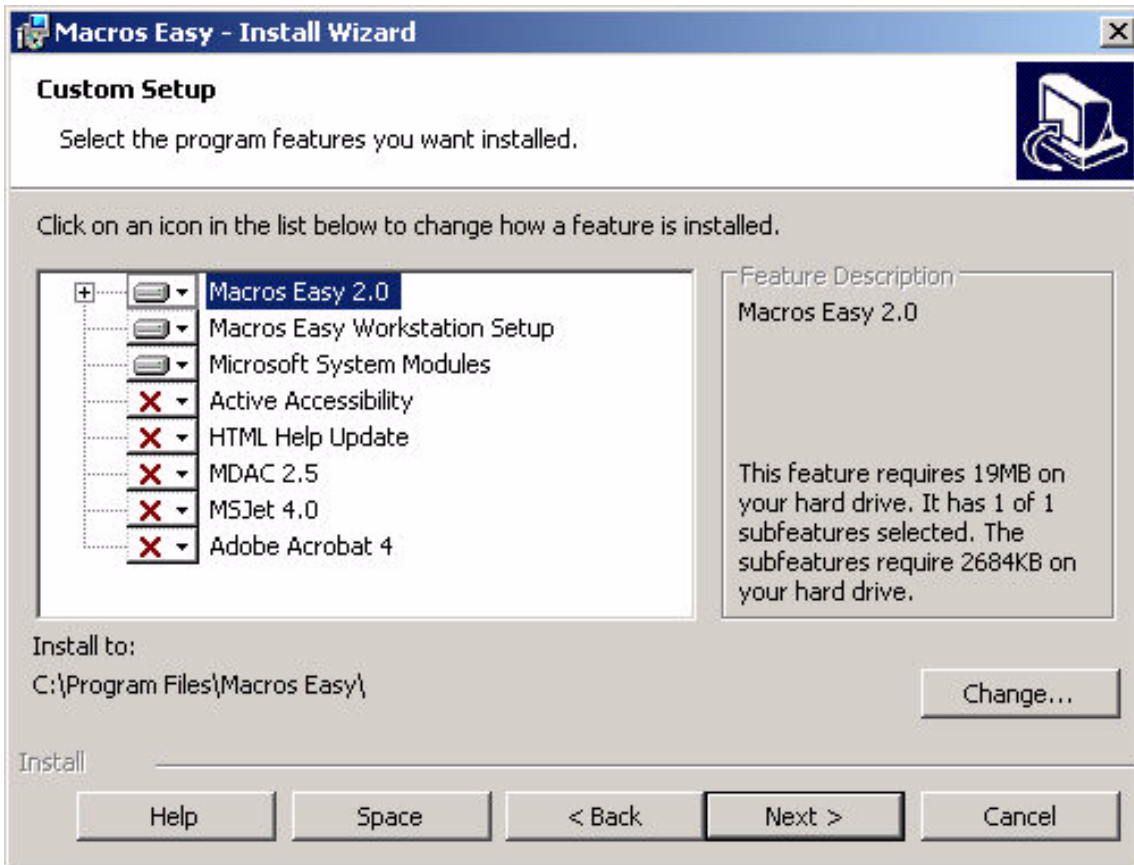 Macros Easy - Install Wizard
Custom Setup
Select the program features you want installed.
Click on an icon in the list below to change how a feature is installed.
Macros Easy 2.0
Macros Easy Workstation Setup
Microsoft System Modules
Active Accessibility
HTML Help Update
MDAC 2.5
MSJet 4.0
Adobe Acrobat 4
Feature Description
Macros Easy 2.0
This feature requires 19MB on
your hard drive. It has 1 of 1
subfeatures selected. The
subfeatures require 2684KB on
your hard drive.
Install to:
C:\Program Files\Macros Easy\
Change...
Install
Help
Space
< Back
Next >
Cancel